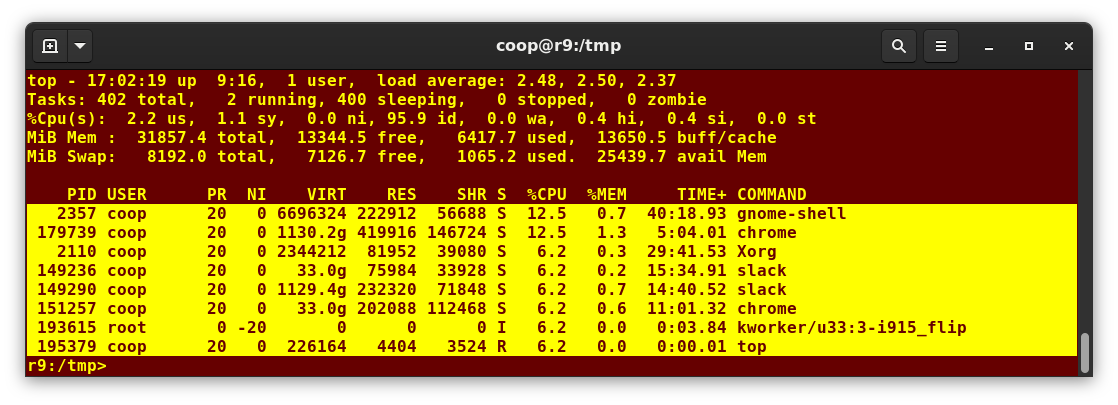 coop@r9:/tmp
top - 17:02:19 up  9:16,  1 user,  load average: 2.48, 2.50, 2.37
Tasks: 402 total,   2 running, 400 sleeping,   0 stopped,   0 zombie
%Cpu(s):  2.2 us,  1.1 sy,  0.0 ni, 95.9 id,  0.0 wa,  0.4 hi,  0.4 si,  0.0 st
MiB Mem :  31857.4 total,  13344.5 free,   6417.7 used,  13650.5 buff/cache
MiB Swap:   8192.0 total,   7126.7 free,   1065.2 used.  25439.7 avail Mem
    PID USER      PR  NI    VIRT    RES    SHR S  %CPU  %MEM     TIME+ COMMAND
   2357 coop      20   0 6696324 222912  56688 S  12.5   0.7  40:18.93 gnome-shell
 179739 coop      20   0 1130.2g 419916 146724 S  12.5   1.3   5:04.01 chrome
   2110 coop      20   0 2344212  81952  39080 S   6.2   0.3  29:41.53 Xorg
 149236 coop      20   0   33.0g  75984  33928 S   6.2   0.2  15:34.91 slack
 149290 coop      20   0 1129.4g 232320  71848 S   6.2   0.7  14:40.52 slack
 151257 coop      20   0   33.0g 202088 112468 S   6.2   0.6  11:01.32 chrome
 193615 root       0 -20       0      0      0 I   6.2   0.0   0:03.84 kworker/u33:3-i915_flip
 195379 coop      20   0  226164   4404   3524 R   6.2   0.0   0:00.01 top
r9:/tmp>